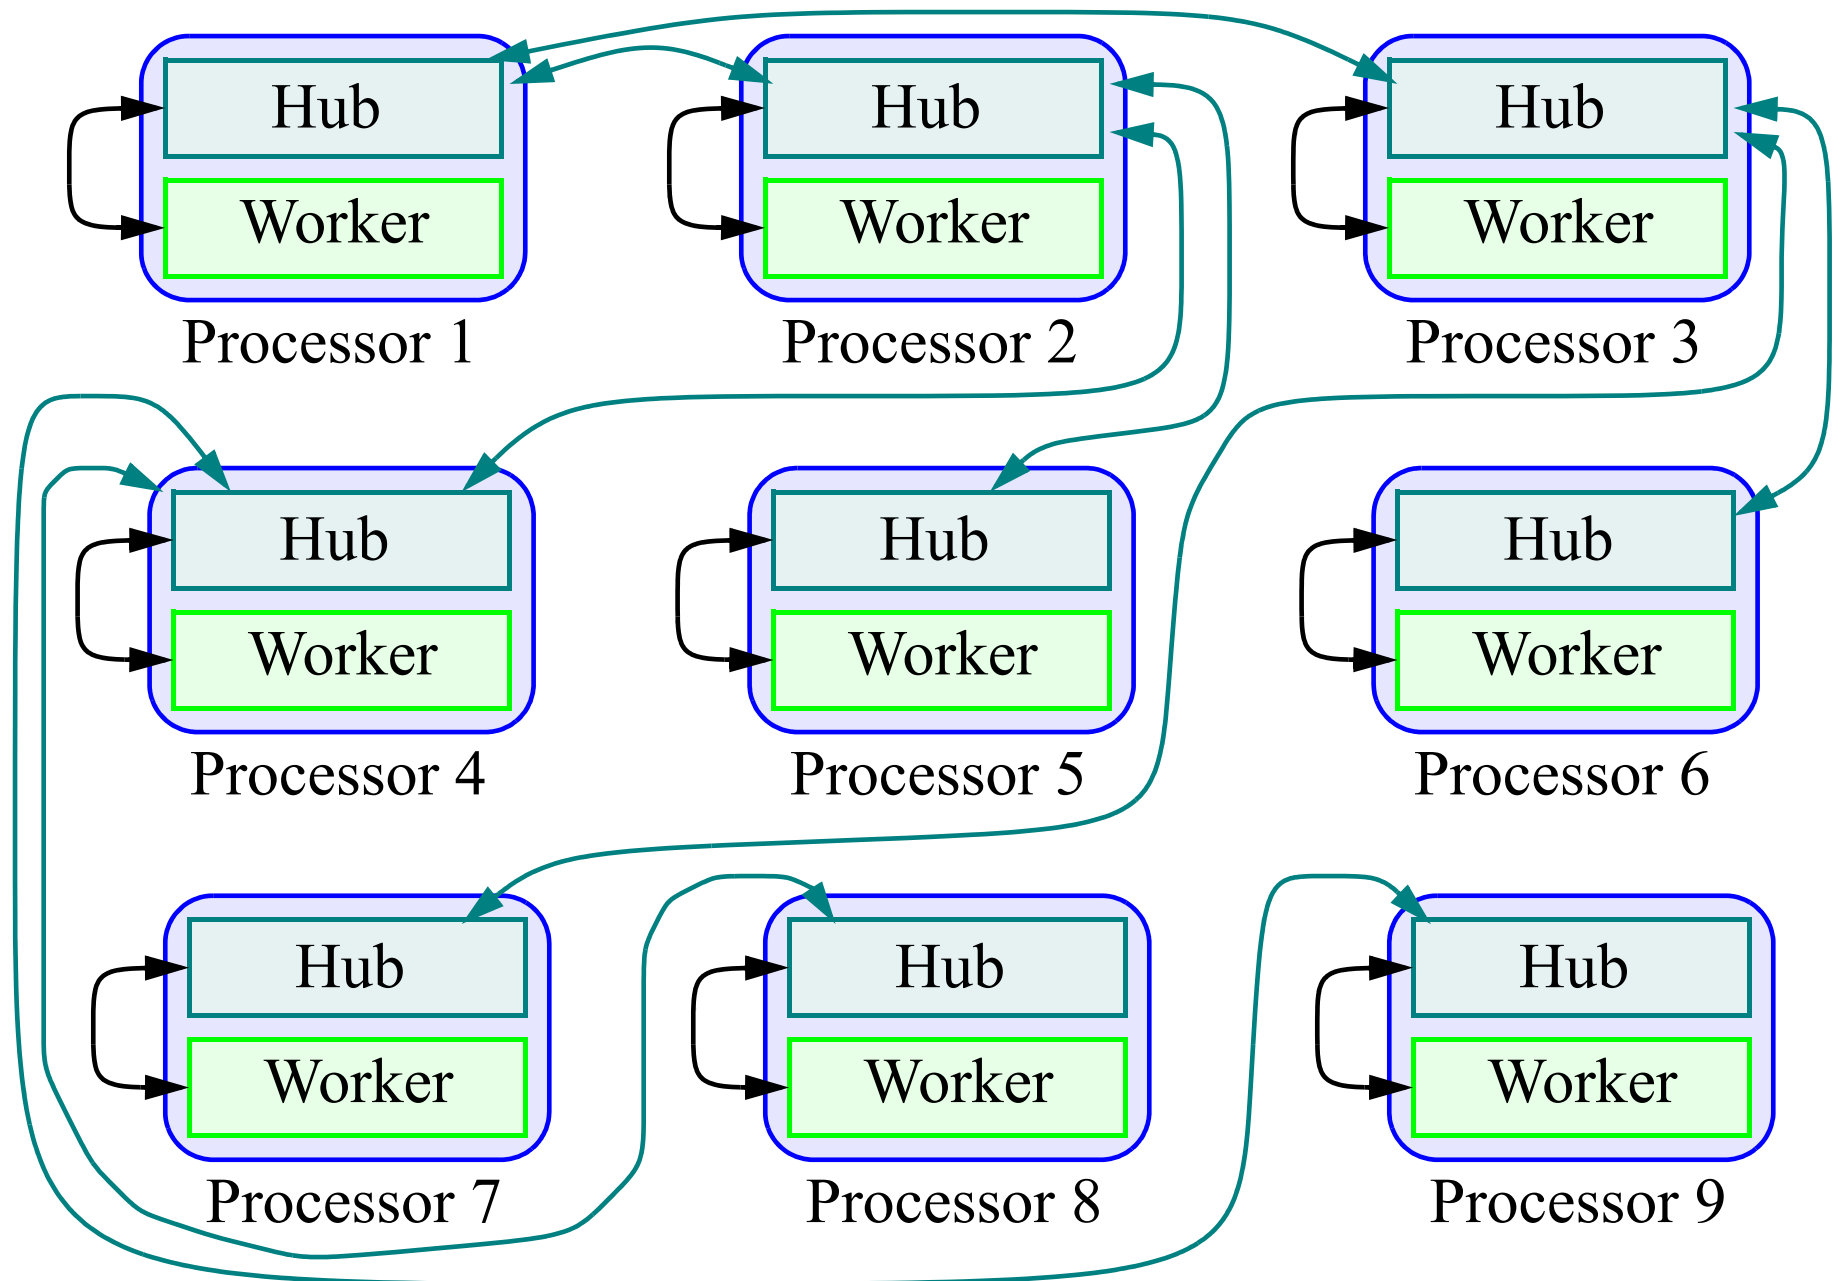 Hub Hub Hub
Worker Worker Worker
Processor 1 Processor 2 Processor 3
Hub Hub Hub
Worker Worker Worker
Processor 4 Processor 5 Processor 6
Hub Hub Hub
Worker Worker Worker
Processor 7 Processor 8 Processor 9